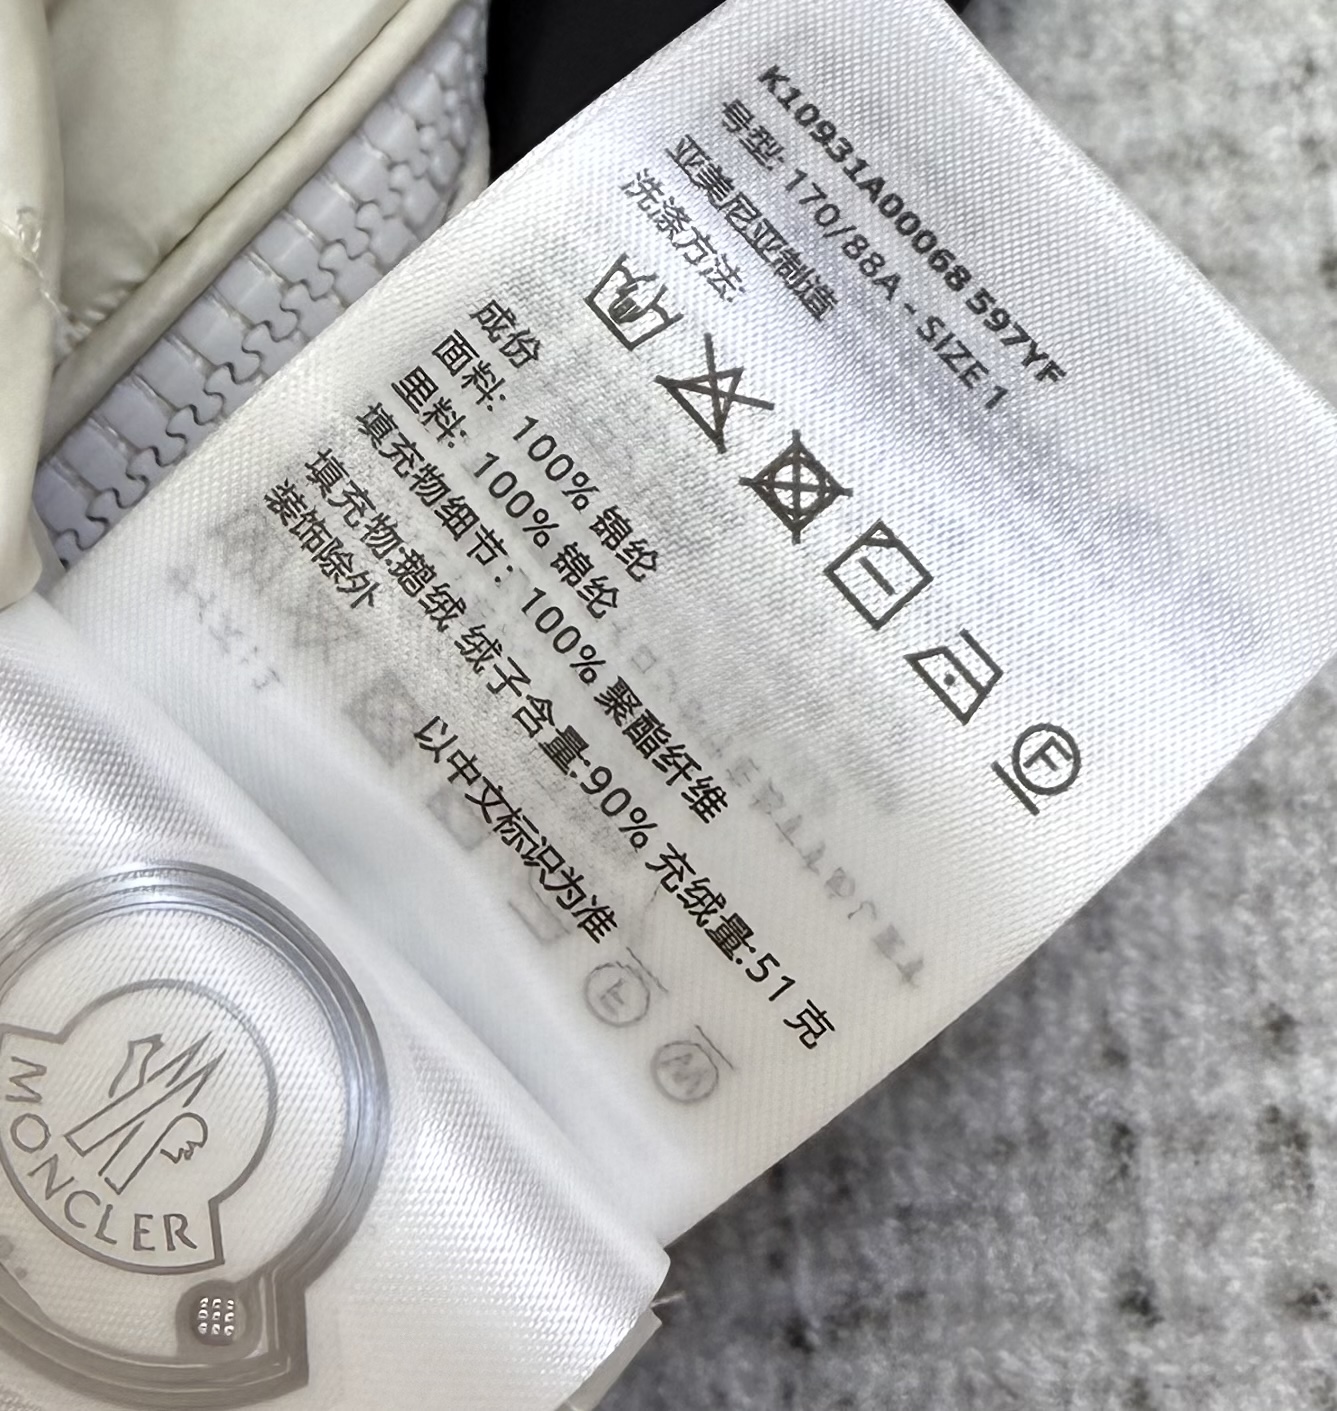 K10931A00068 597YF
号型: 170/88A - SIZE 1
亚美尼亚制造
洗涤方法:
F
成份
面料: 100% 锦纶
里料: 100% 锦纶
填充物细节: 100% 聚酯纤维
填充物:鹅绒 绒子含量:90% 充绒量:51 克
装饰除外
以中文标识为准
MONCLER